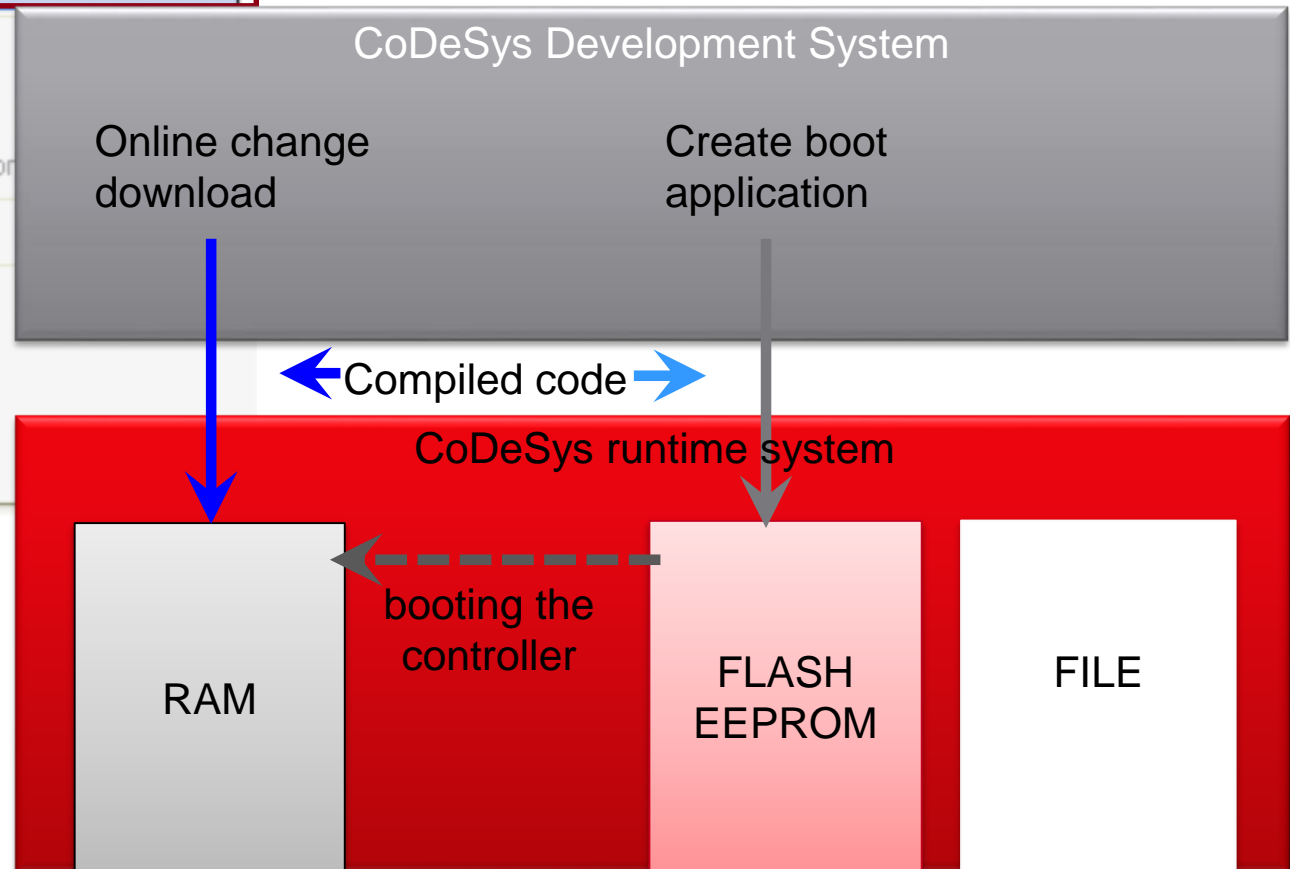 CoDeSys Development System
Online change
download
Create boot
application
Compiled code
CoDeSys runtime system
booting the
controller
RAM
FLASH
EEPROM
FILE